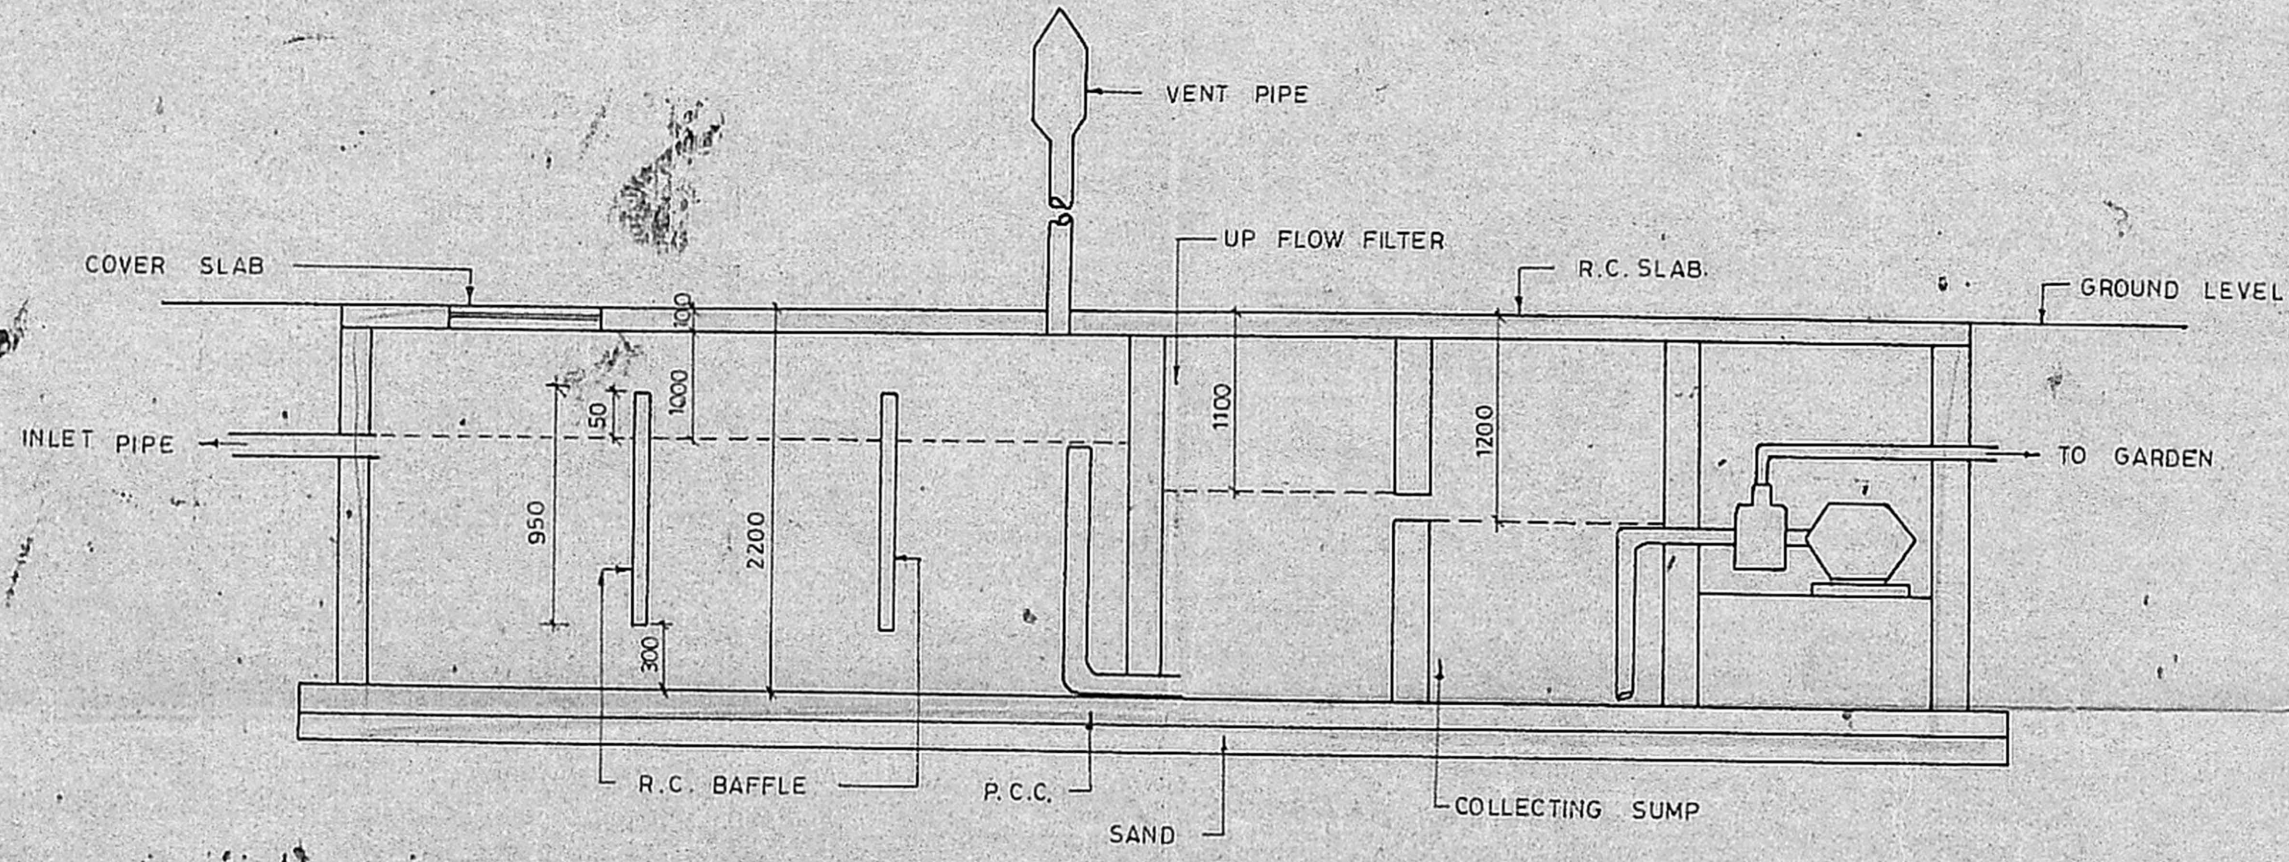 VENT PIPE
UP FLOW FILTER
COVER SLAB
R.C. SLAB.
GROUND LEVEL
100
1000
50
950
2200
300
1100
1200
INLET PIPE
TO GARDEN
R.C. BAFFLE
P.C.C.
SAND
COLLECTING SUMP